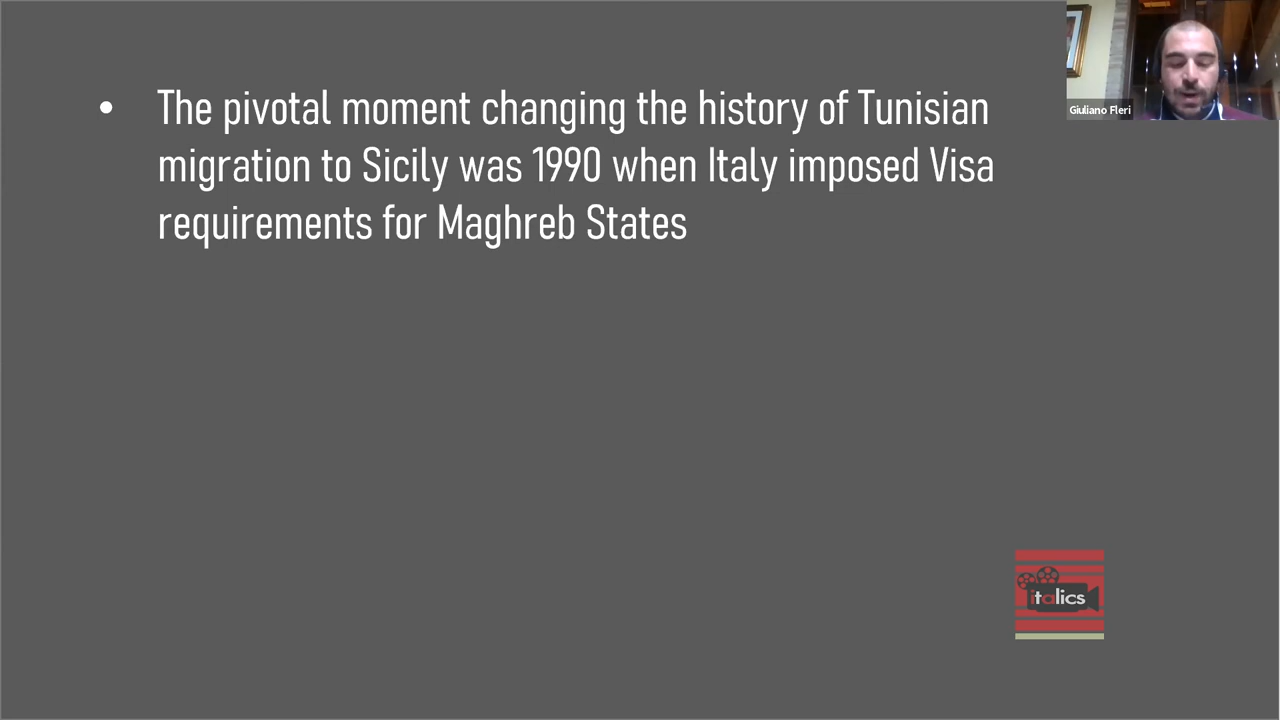 • The pivotal moment changing the history of Tunisian
migration to Sicily was 1990 when Italy imposed Visa
requirements for Maghreb States
Giuliano Fleri
italics